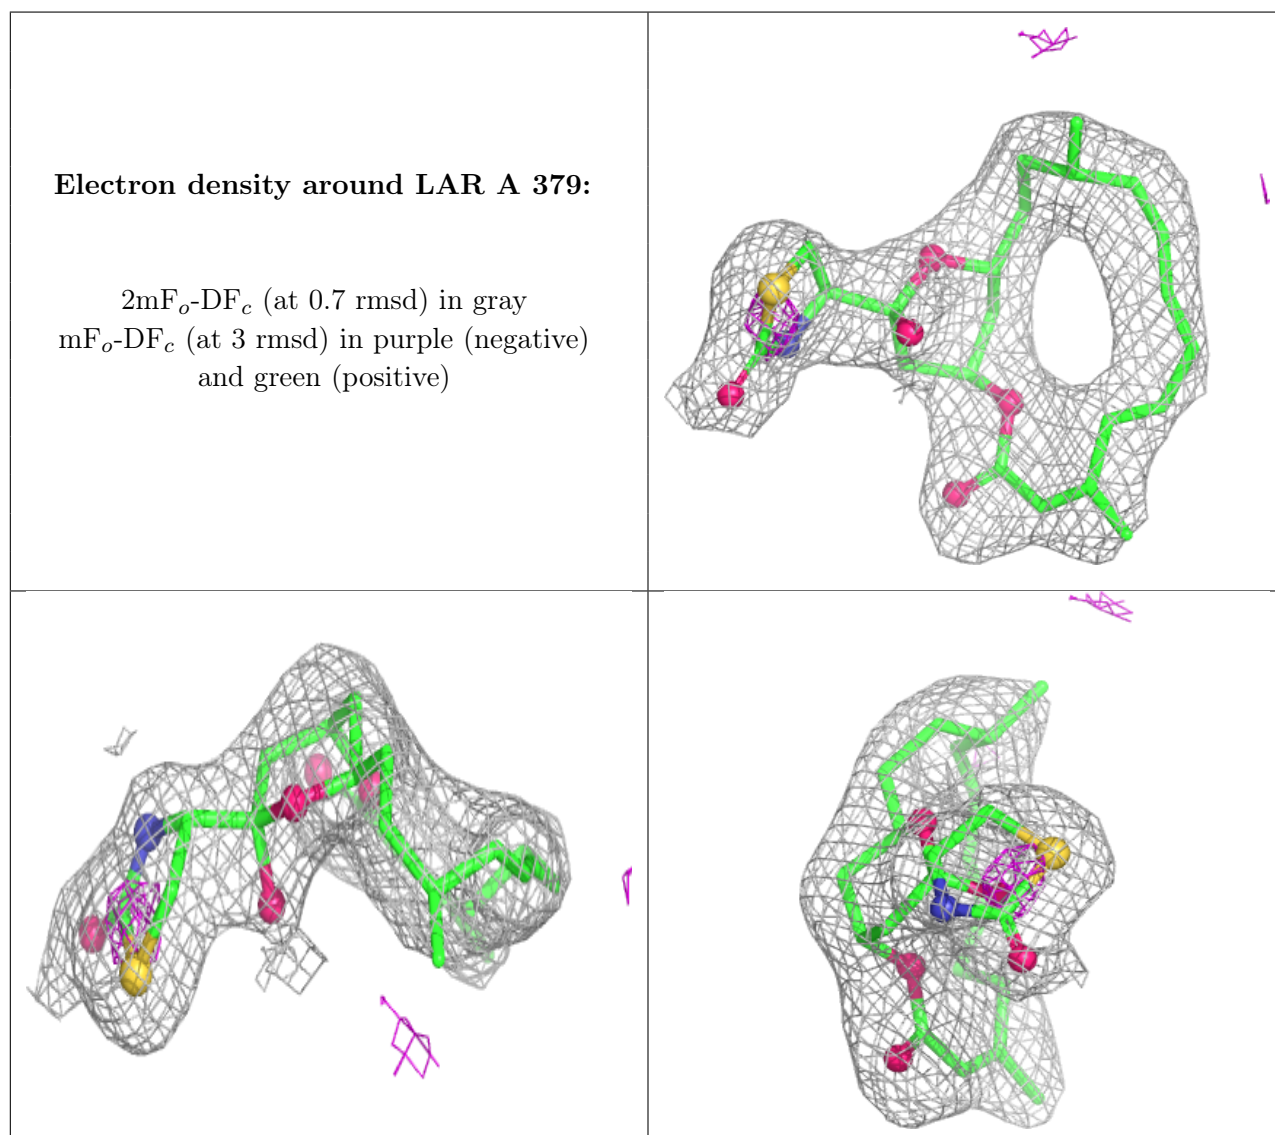 Electron density around LAR A 379:
2mFo-DFc (at 0.7 rmsd) in gray
mFo-DFc (at 3 rmsd) in purple (negative)
and green (positive)